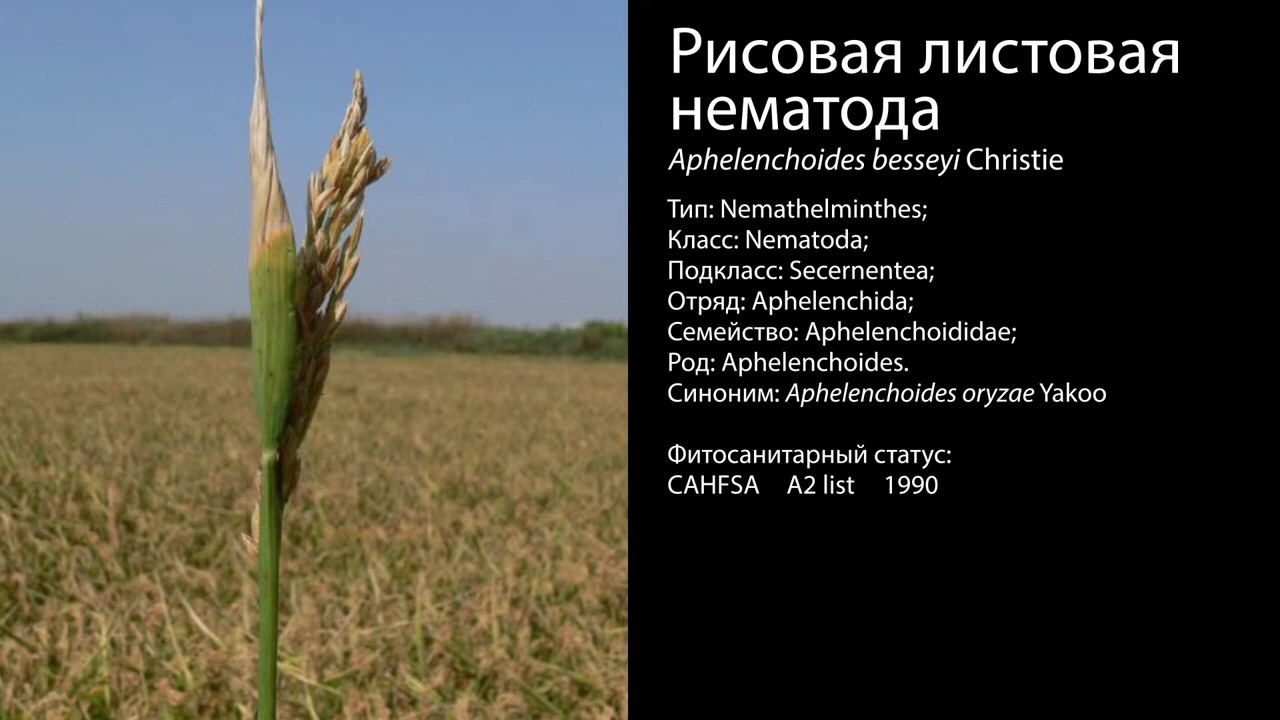 Рисовая листовая
нематода
Aphelenchoides besseyi Christie
Тип: Nemathelminthes;
Класс: Nematoda;
Подкласс: Secernentea;
Отряд: Aphelenchida;
Семейство: Aphelenchoididae;
Род: Aphelenchoides.
Синоним: Aphelenchoides oryzae Yakoo
Фитосанитарный статус:
CAHFSA A2 list 1990